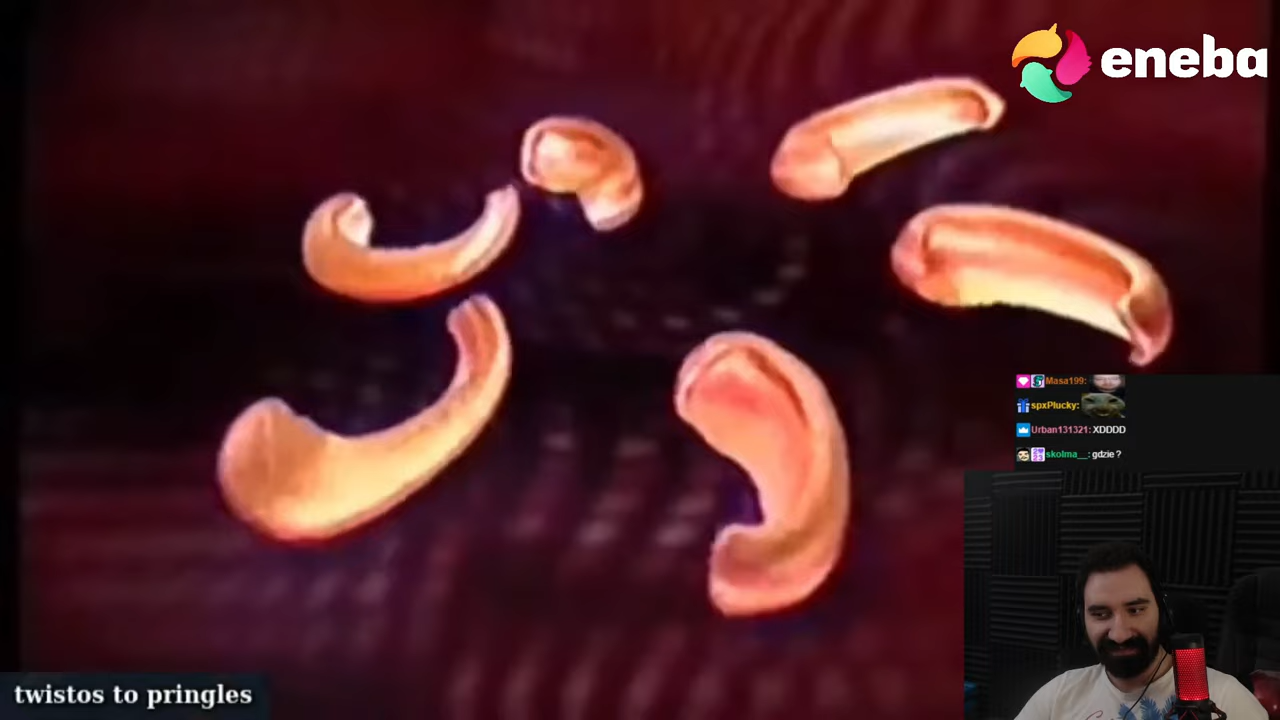 eneba
Masa199:
spxPlucky:
Urban131321: XDDDD
skolma__: gdzie ?
twistos to pringles